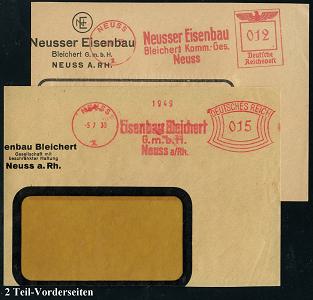 NE
Neusser Eisenbau
Bleichert G.m.b.H.
NEUSS A. RH.
NEUSS
Neusser Eisenbau
Bleichert Komm.-Ges.
Neuss
012
Deutsche
Reichspost
enbau Bleichert
Gesellschaft mit
beschränkter Haftung
Neuss a. Rh.
NEUSS
-5.7.30
1949
Eisenbau Bleichert
G.m.b.H.
Neuss a/Rh.
DEUTSCHES REICH
015
2 Teil-Vorderseiten